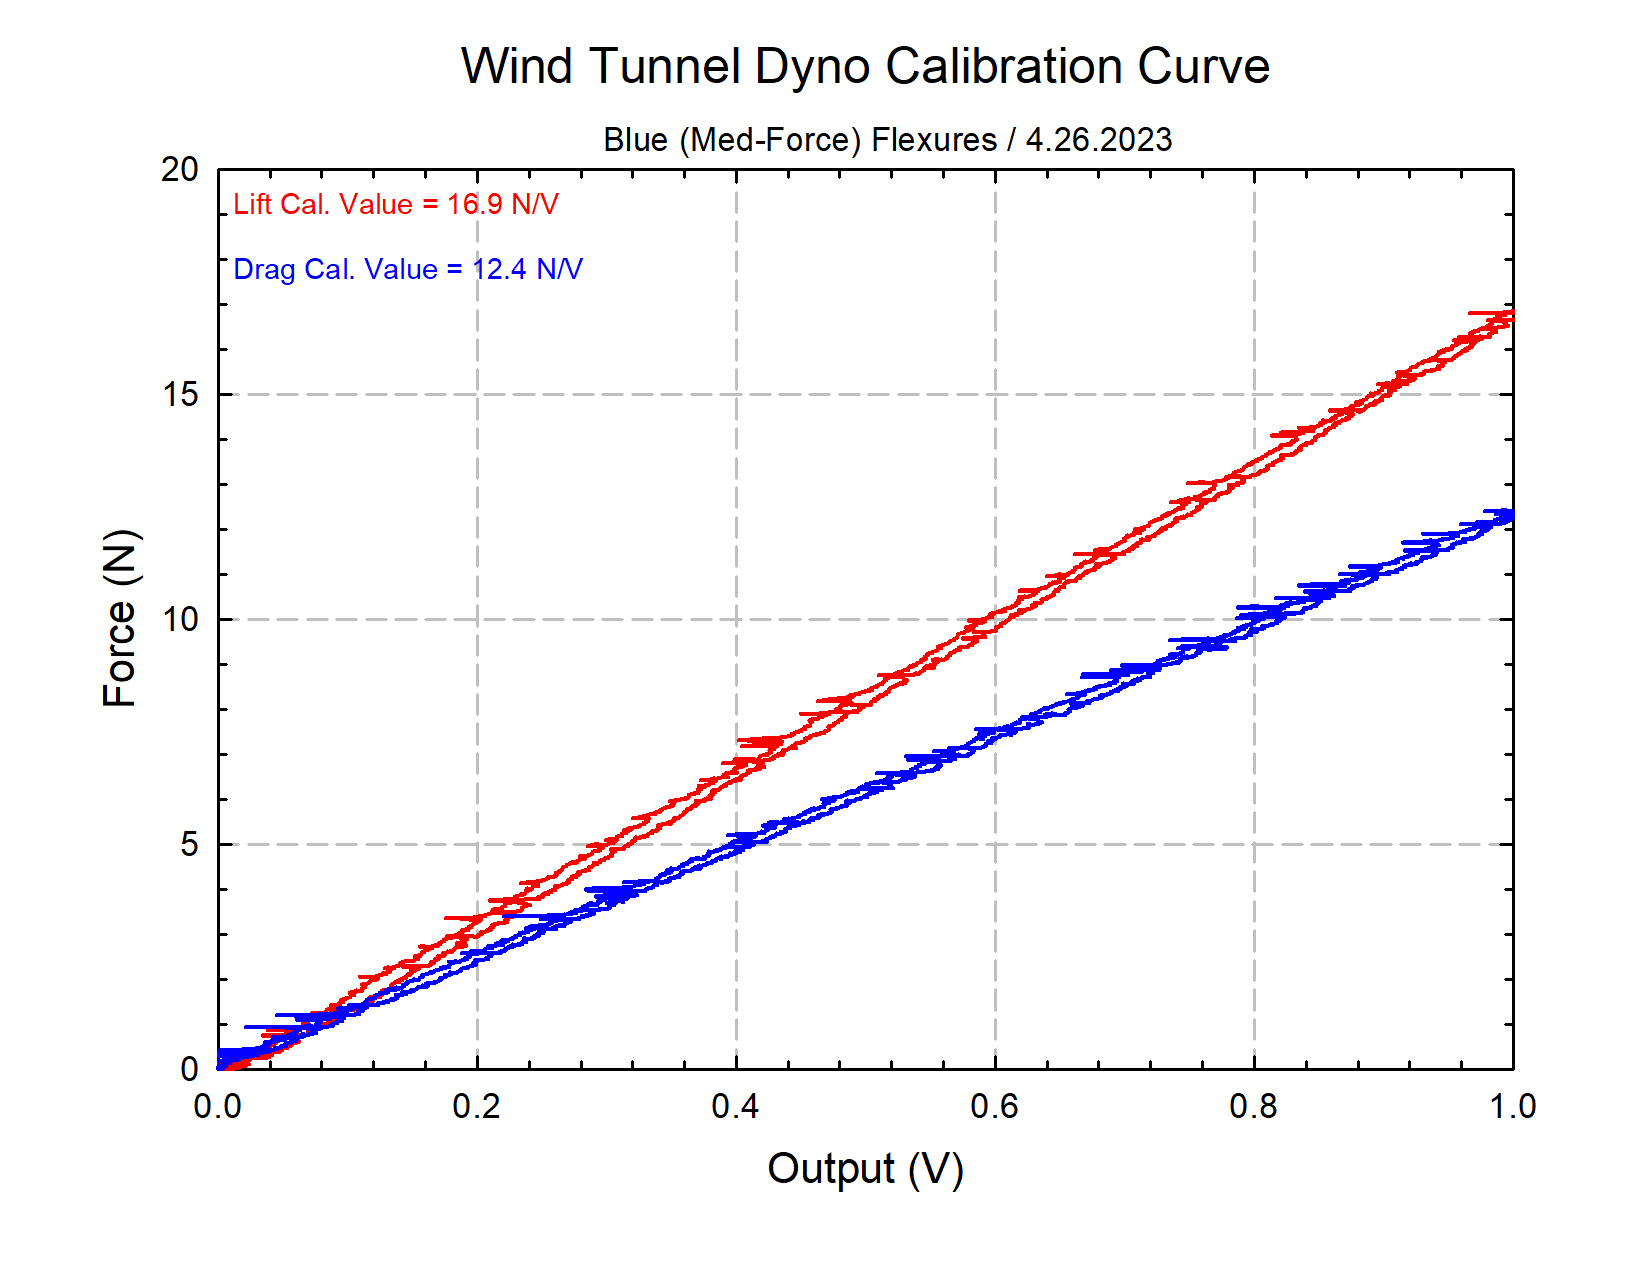 Wind Tunnel Dyno Calibration Curve
Blue (Med-Force) Flexures / 4.26.2023
20
Lift Cal. Value = 16.9 N/V
Drag Cal. Value = 12.4 N/V
15
Force (N)
10
5
0
0.0 0.2 0.4 0.6 0.8 1.0
Output (V)